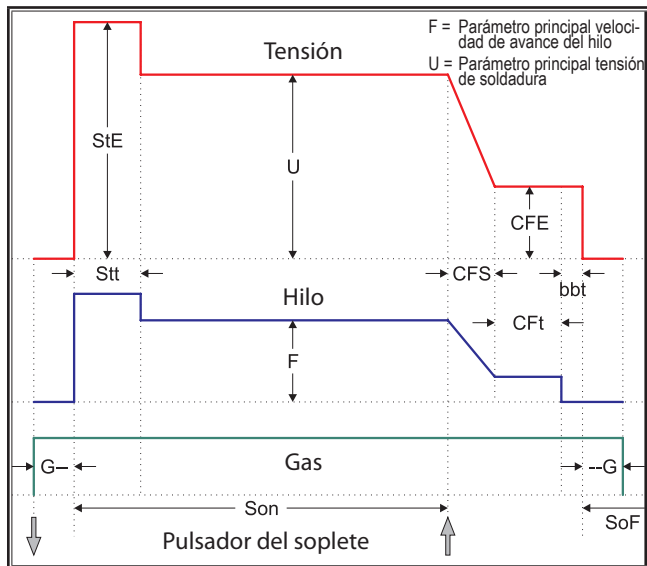 Tensión
F = Parámetro principal veloci-
dad de avance del hilo
U = Parámetro principal tensión
de soldadura
StE
U
CFE
Stt
CFS
bbt
Hilo
CFt
F
Gas
G–
--G
Son
SoF
Pulsador del soplete